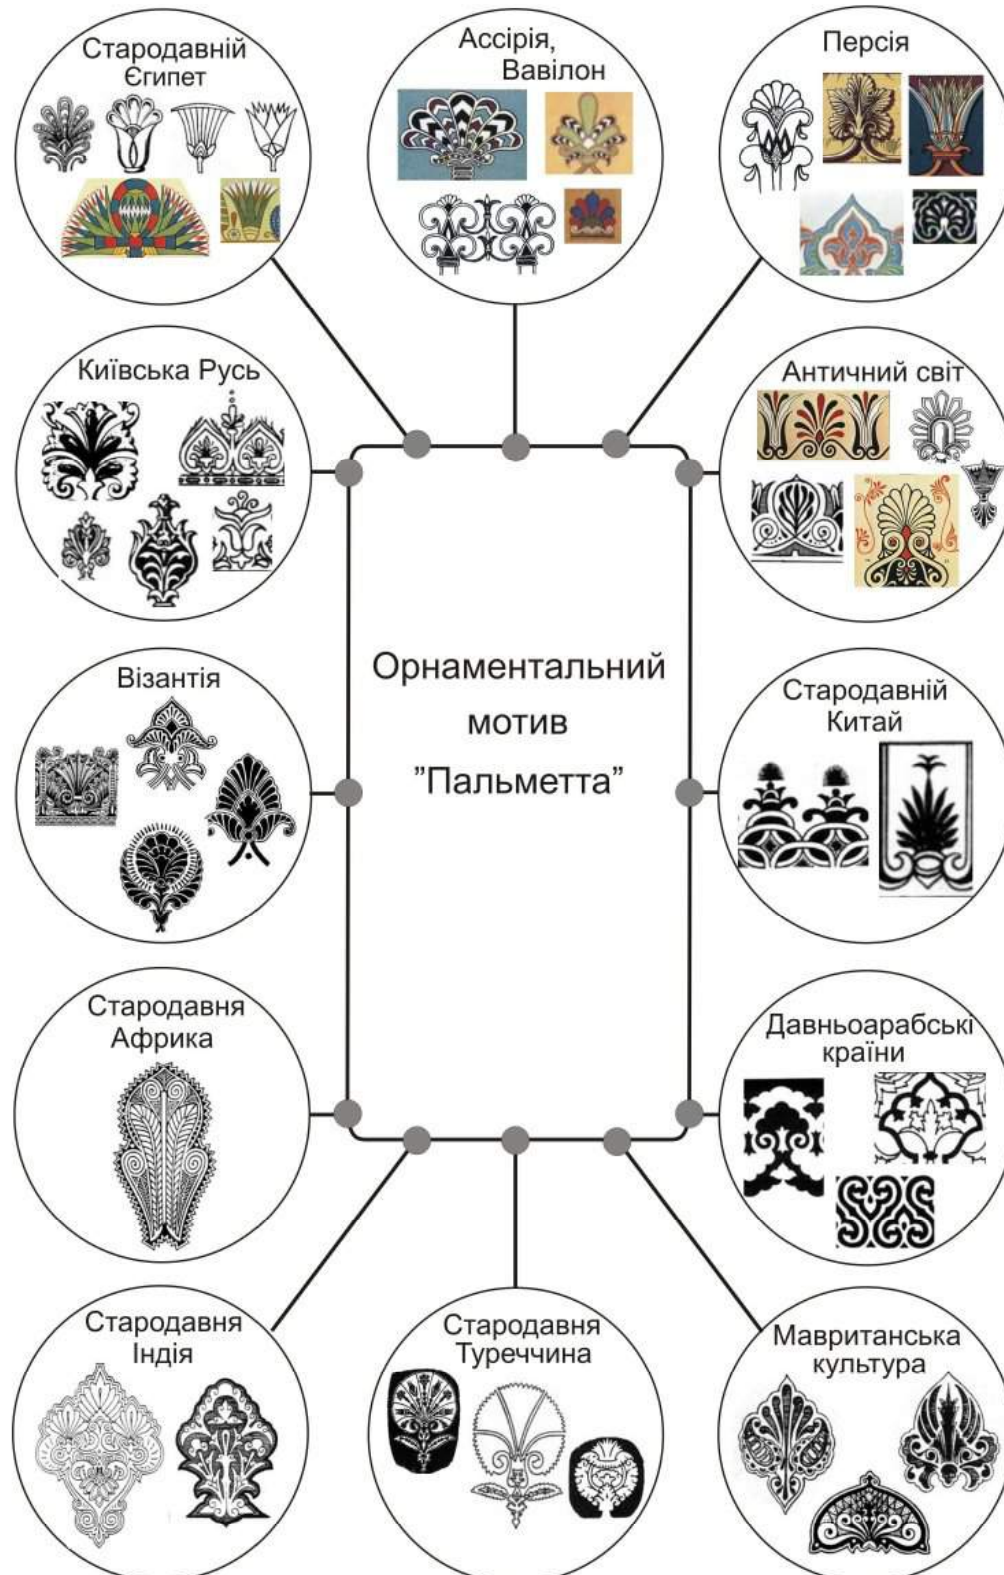 Стародавній
Єгипет
Ассірія,
Вавілон
Персія
Київська Русь
Античний світ
Орнаментальний
мотив
”Пальметта”
Візантія
Стародавній
Китай
Стародавня
Африка
Давньоарабські
країни
Стародавня
Індія
Стародавня
Туреччина
Мавританська
культура